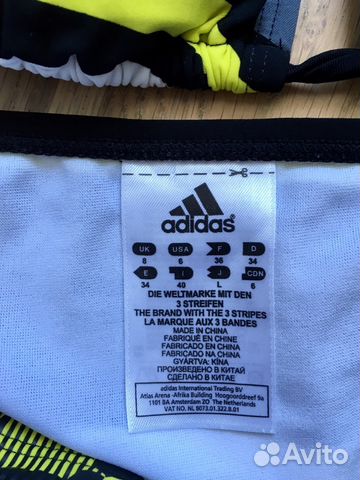 adidas®
UK USA F D
8 6 36 34
E I J CDN
34 40 L 6
DIE WELTMARKE MIT DEN
3 STREIFEN
THE BRAND WITH THE 3 STRIPES
LA MARQUE AUX 3 BANDES
MADE IN CHINA
FABRIQUÉ EN CHINE
FABRICADO EN CHINA
FABRICADO NA CHINA
GYÁRTVA: KÍNA
ПРОИЗВЕДЕНО В КИТАЙ
СДЕЛАНО В КИТАЕ
adidas International Trading BV
Atlas Arena -Afrika Building Hoogoorddreef 9a
1101 BA Amsterdam ZO The Netherlands
VAT NO. NL 8073.01.322.B.01
Avito